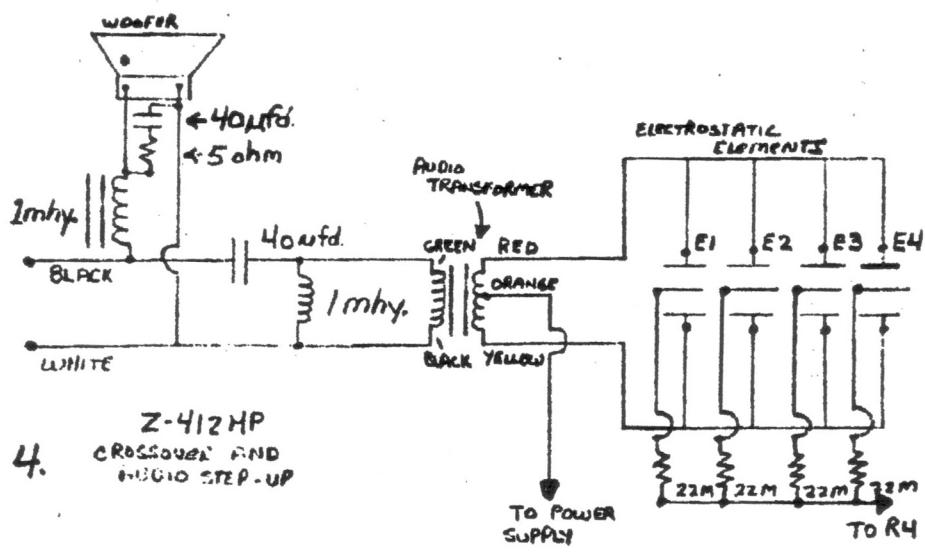 WOOFER
←40µfd.
←5 ohm
1mhy.
BLACK
WHITE
40µfd.
1mhy.
AUDIO
TRANSFORMER
GREEN
RED
ORANGE
BLACK
YELLOW
ELECTROSTATIC
ELEMENTS
E1
E2
E3
E4
22M
22M
22M
22M
TO R4
TO POWER
SUPPLY
4.
Z-412HP
CROSSOVER AND
AUDIO STEP-UP